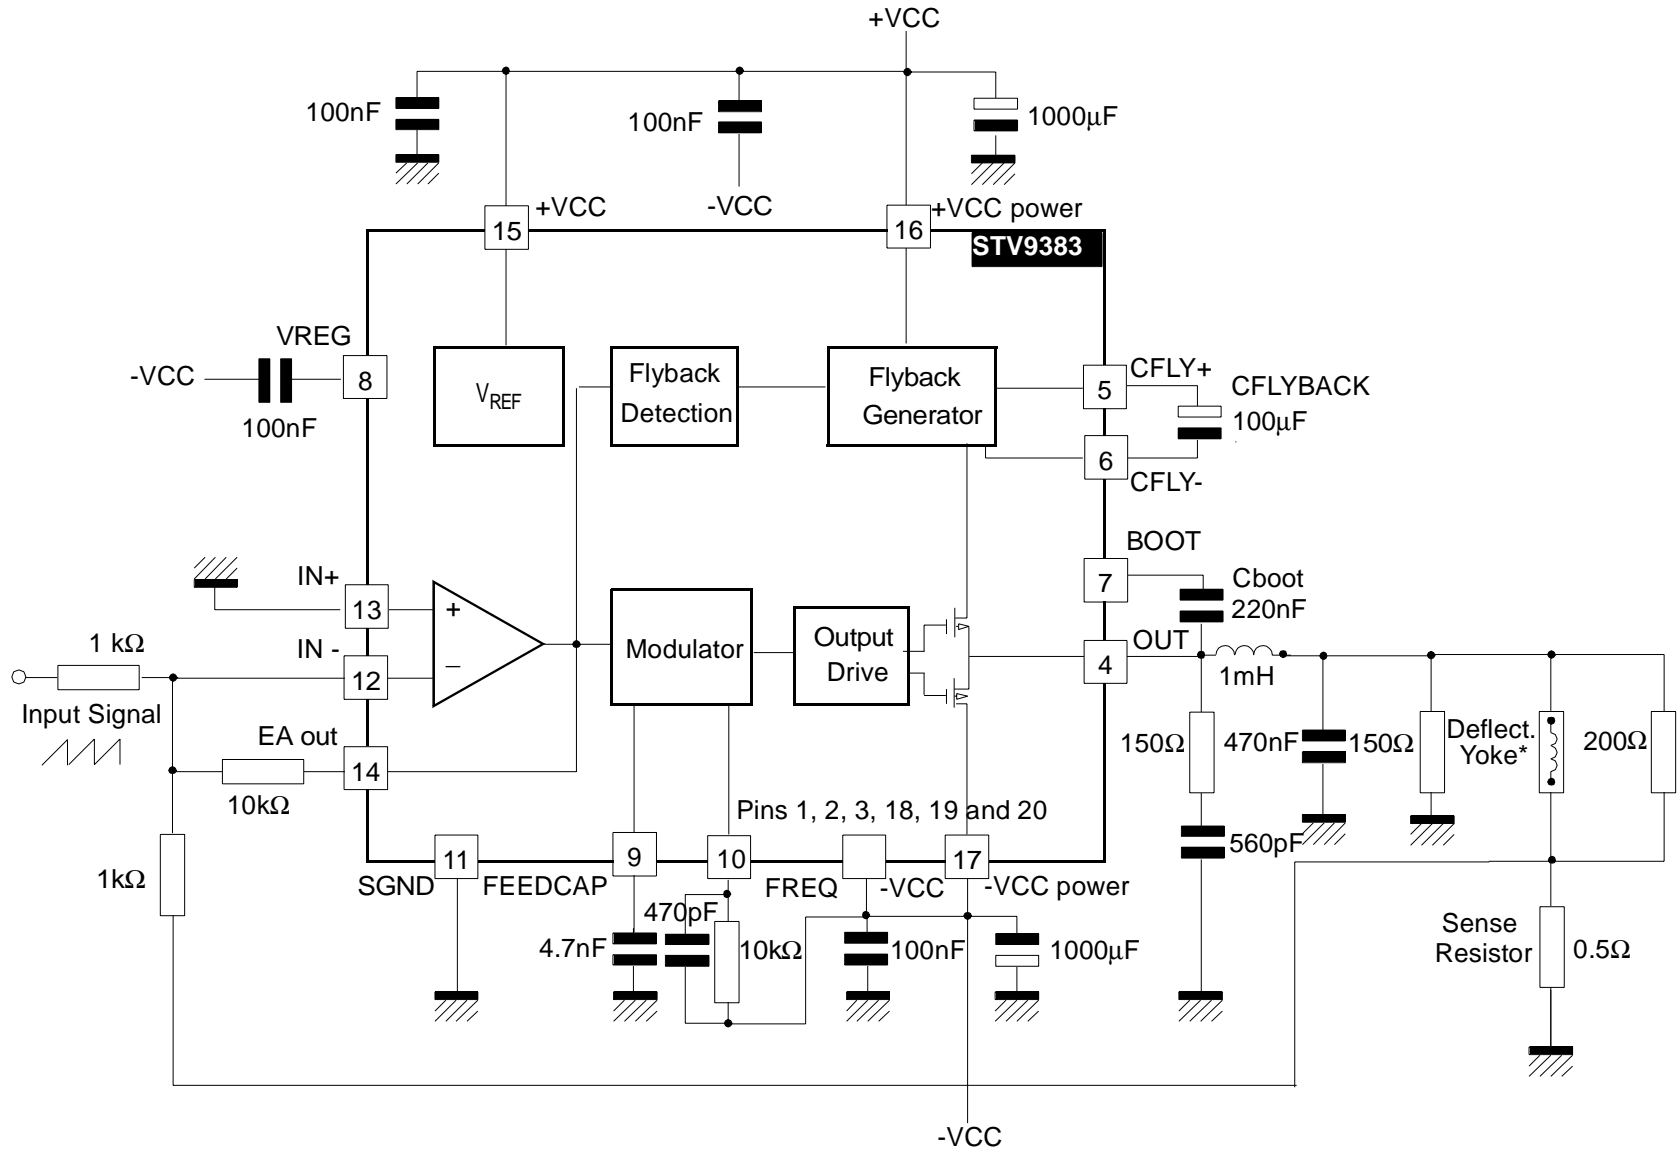 +VCC
100nF
100nF
1000µF
+VCC
-VCC
+VCC power
15
16
STV9383
VREG
-VCC
8
100nF
VREF
Flyback
Detection
Flyback
Generator
5
CFLY+
CFLYBACK
100µF
6
CFLY-
BOOT
7
Cboot
220nF
IN+
13
+
1 kΩ
IN -
12
–
Modulator
Output
Drive
OUT
4
1mH
Input Signal
EA out
14
10kΩ
150Ω
470nF
150Ω
Deflect.
Yoke*
200Ω
Pins 1, 2, 3, 18, 19 and 20
560pF
1kΩ
11
9
10
17
SGND
FEEDCAP
FREQ
-VCC
-VCC power
470pF
4.7nF
10kΩ
100nF
1000µF
Sense
Resistor
0.5Ω
-VCC